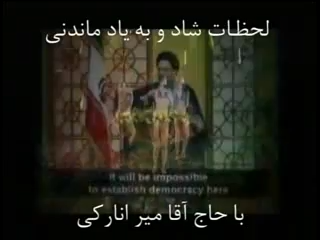 لحظات شاد و به یاد ماندنی
It will be impossible
to establish democracy here
با حاج آقا میر انارکی